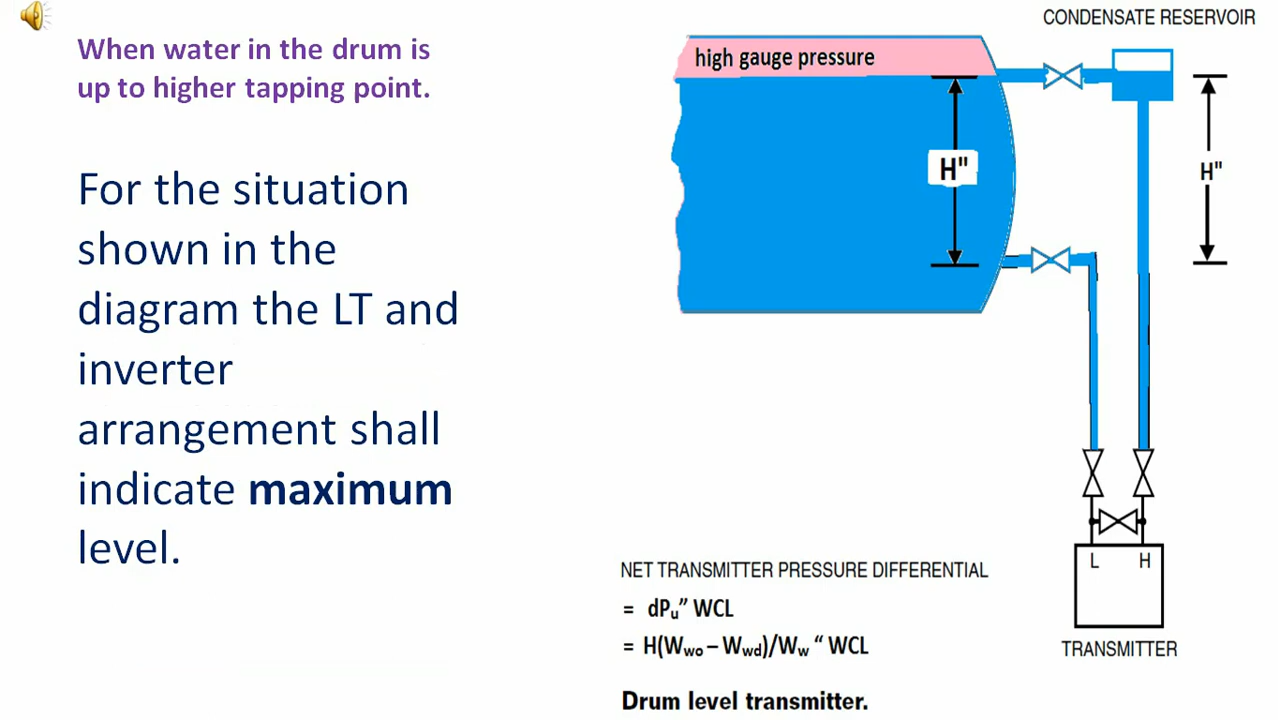 When water in the drum is
up to higher tapping point.
For the situation
shown in the
diagram the LT and
inverter
arrangement shall
indicate maximum
level.
CONDENSATE RESERVOIR
high gauge pressure
H"
H"
L H
TRANSMITTER
NET TRANSMITTER PRESSURE DIFFERENTIAL
= dPu” WCL
= H(Wwo – Wwd)/Ww “ WCL
Drum level transmitter.